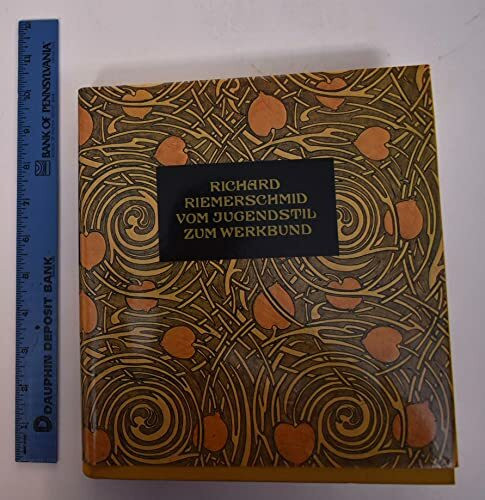 RICHARD
RIEMERSCHMID
VOM JUGENDSTIL
ZUM WERKBUND
BANK OF PENNSYLVANIA
DAUPHIN DEPOSIT BANK